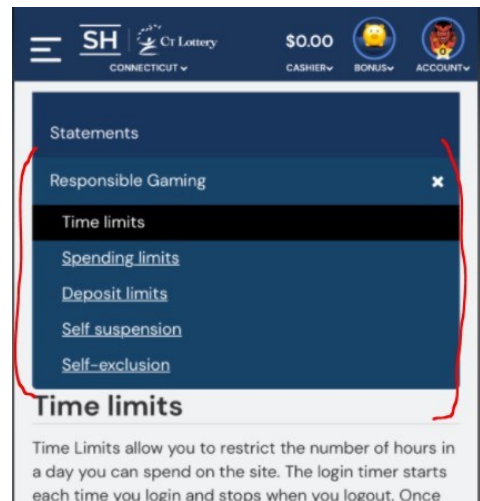 SH CT Lottery $0.00
CONNECTICUT CASHIER BONUS ACCOUNT
Statements
Responsible Gaming
Time limits
Spending limits
Deposit limits
Self suspension
Self-exclusion
Time limits
Time Limits allow you to restrict the number of hours in
a day you can spend on the site. The login timer starts
each time you login and stops when you logout. Once